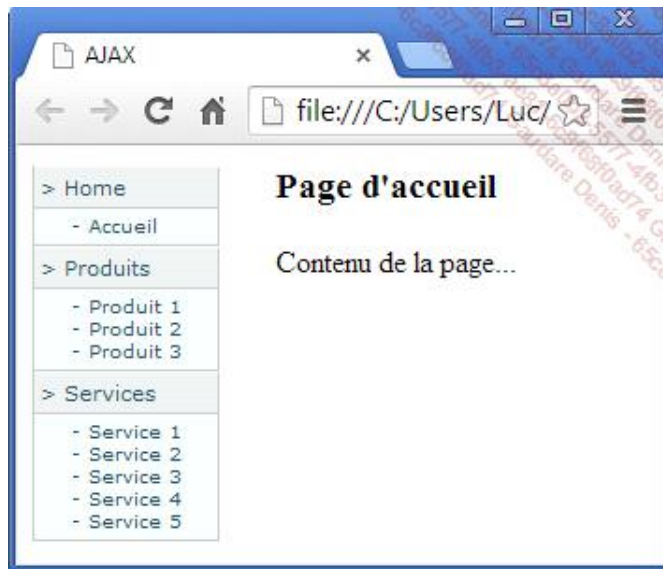 AJAX
file:///C:/Users/Luc/
> Home
- Accueil
> Produits
- Produit 1
- Produit 2
- Produit 3
> Services
- Service 1
- Service 2
- Service 3
- Service 4
- Service 5
Page d'accueil
Contenu de la page...